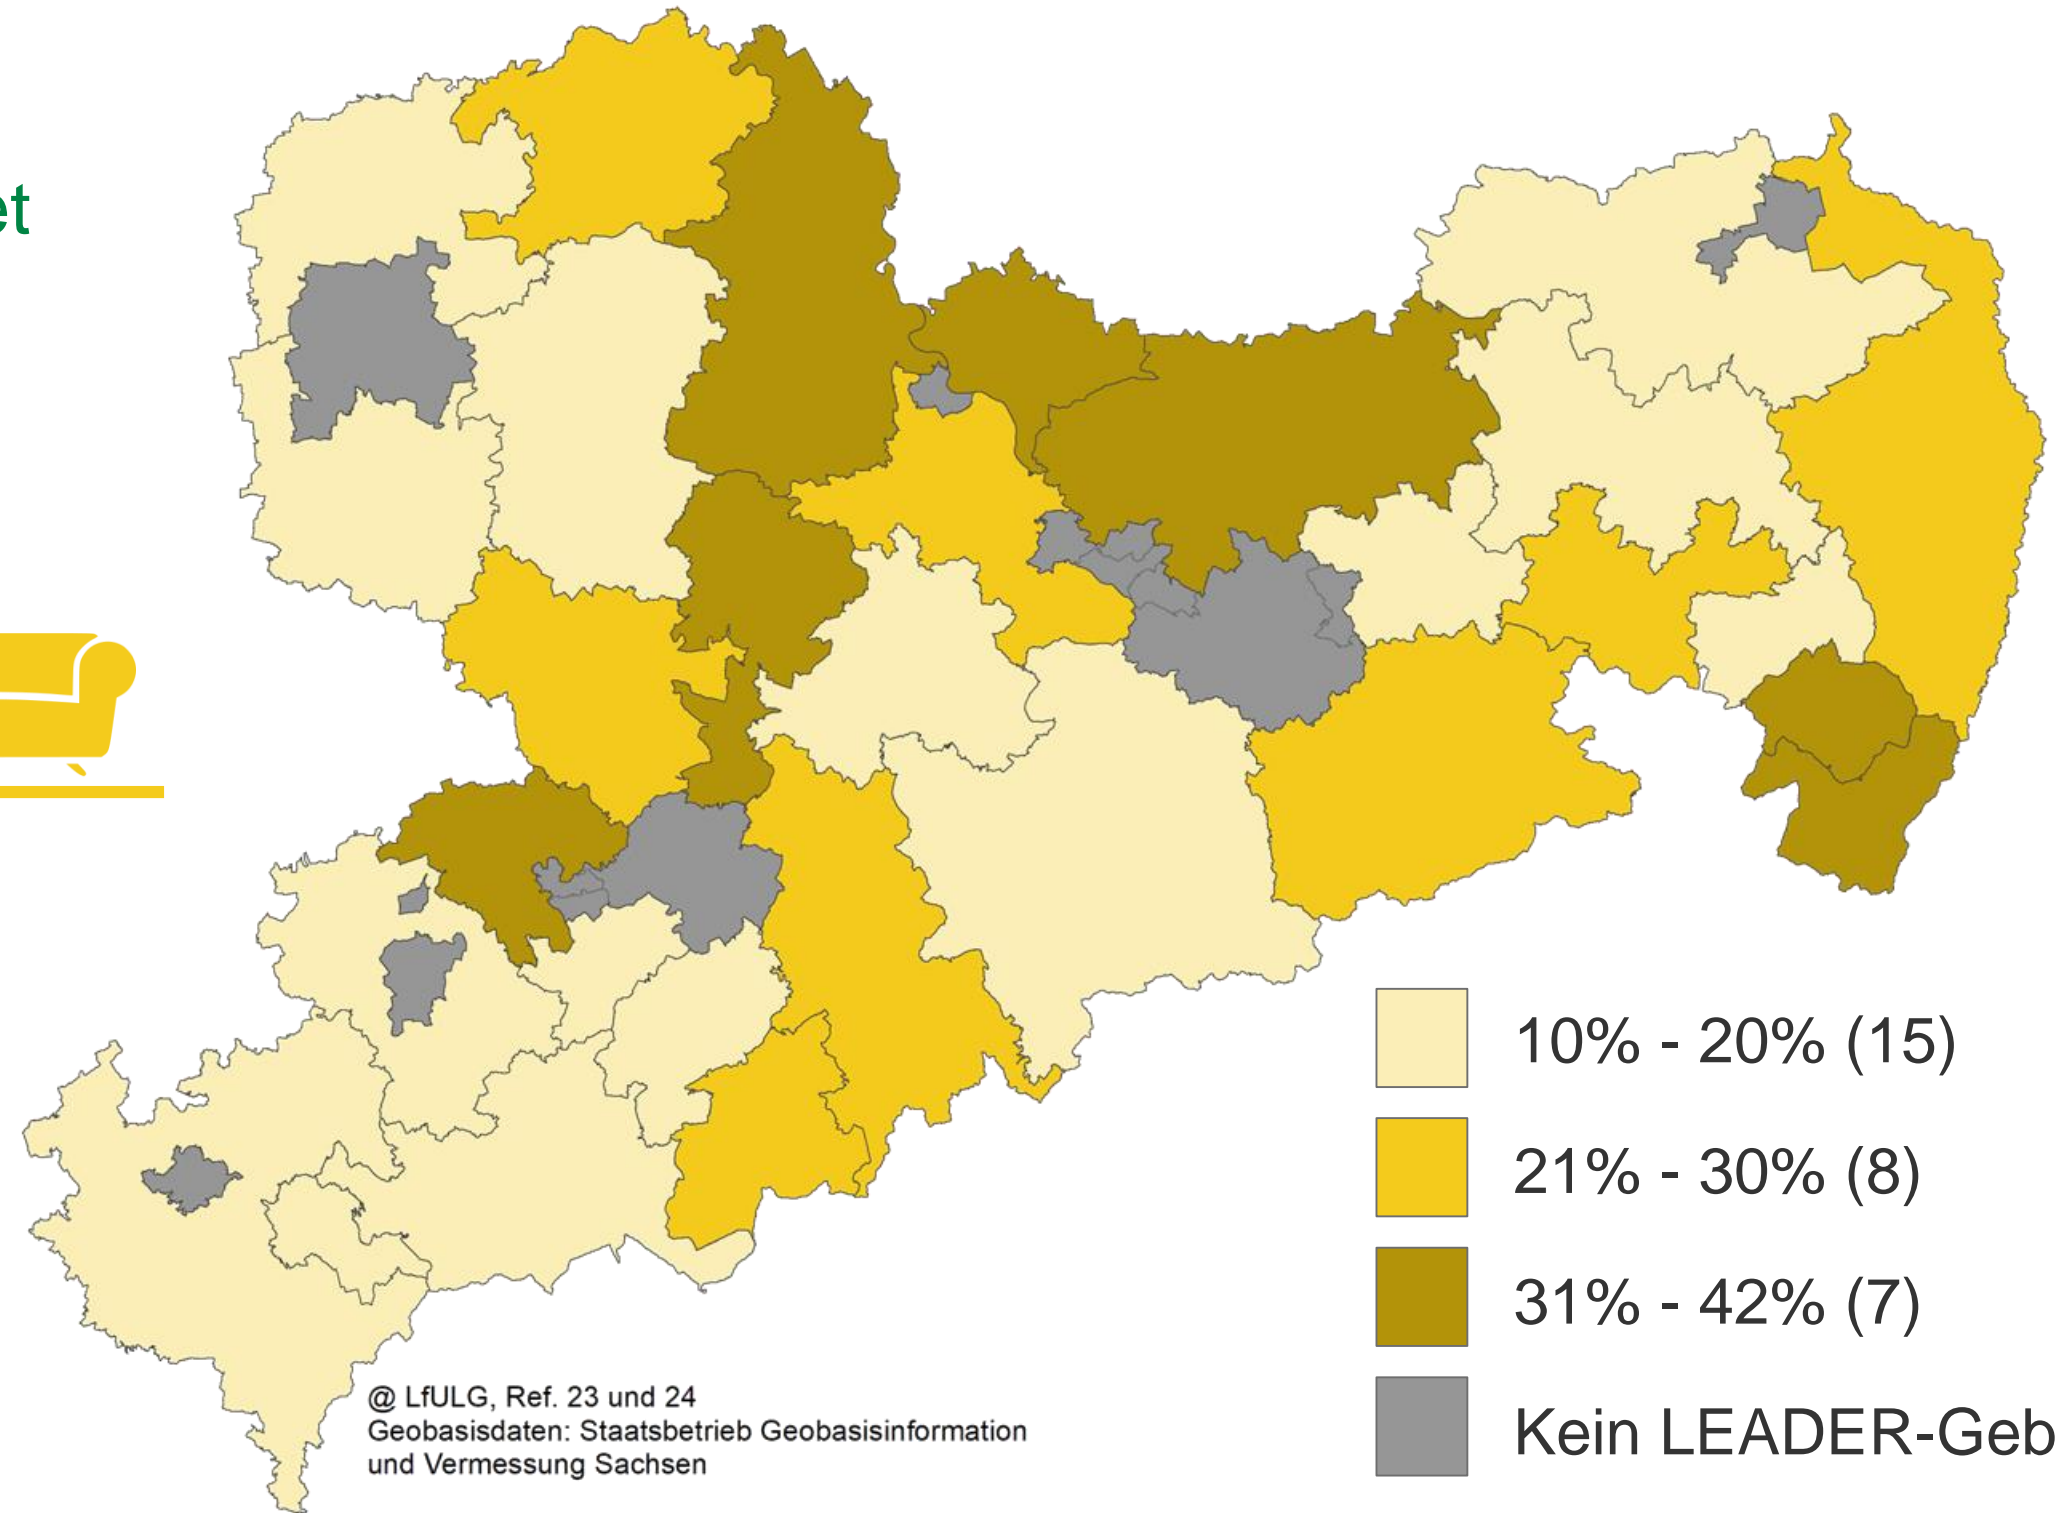 et
10% - 20% (15)
21% - 30% (8)
31% - 42% (7)
Kein LEADER-Geb
@ LfULG, Ref. 23 und 24
Geobasisdaten: Staatsbetrieb Geobasisinformation
und Vermessung Sachsen